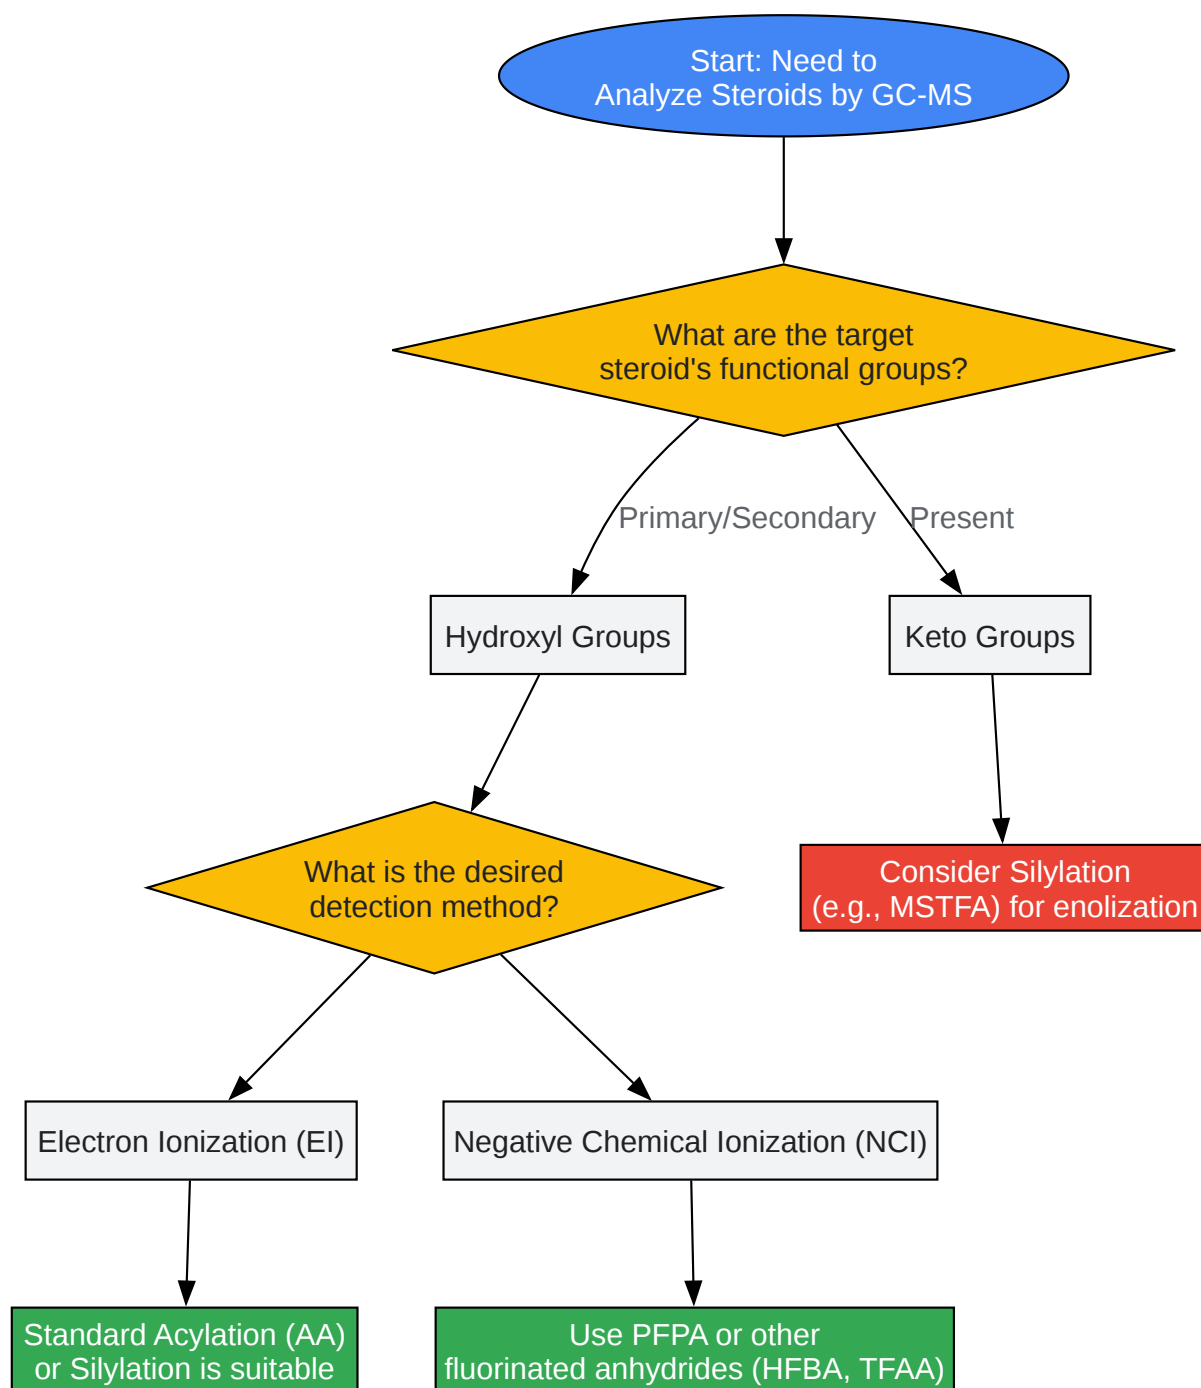 Start: Need to
Analyze Steroids by GC-MS
What are the target
steroid's functional groups?
Primary/Secondary
Present
Hydroxyl Groups
Keto Groups
What is the desired
detection method?
Consider Silylation
(e.g., MSTFA) for enolization
Electron Ionization (EI)
Negative Chemical Ionization (NCI)
Standard Acylation (AA)
or Silylation is suitable
Use PFPA or other
fluorinated anhydrides (HFBA, TFAA)